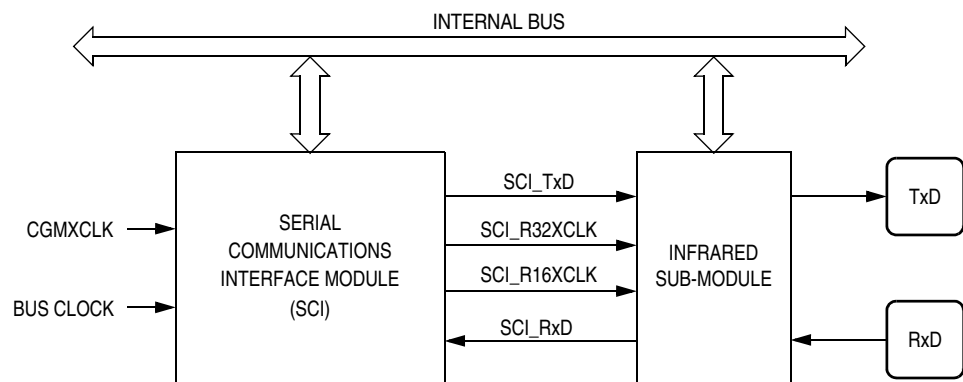 INTERNAL BUS
CGMXCLK
BUS CLOCK
SERIAL
COMMUNICATIONS
INTERFACE MODULE
(SCI)
SCI_TxD
SCI_R32XCLK
SCI_R16XCLK
SCI_RxD
INFRARED
SUB-MODULE
TxD
RxD